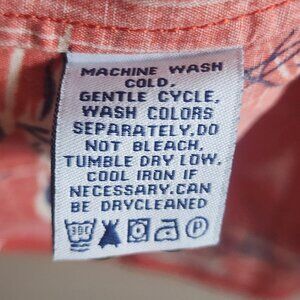 MACHINE WASH
COLD,
GENTLE CYCLE,
WASH COLORS
SEPARATELY.DO
NOT BLEACH.
TUMBLE DRY LOW.
COOL IRON IF
NECESSARY.CAN
BE DRYCLEANED
30
P